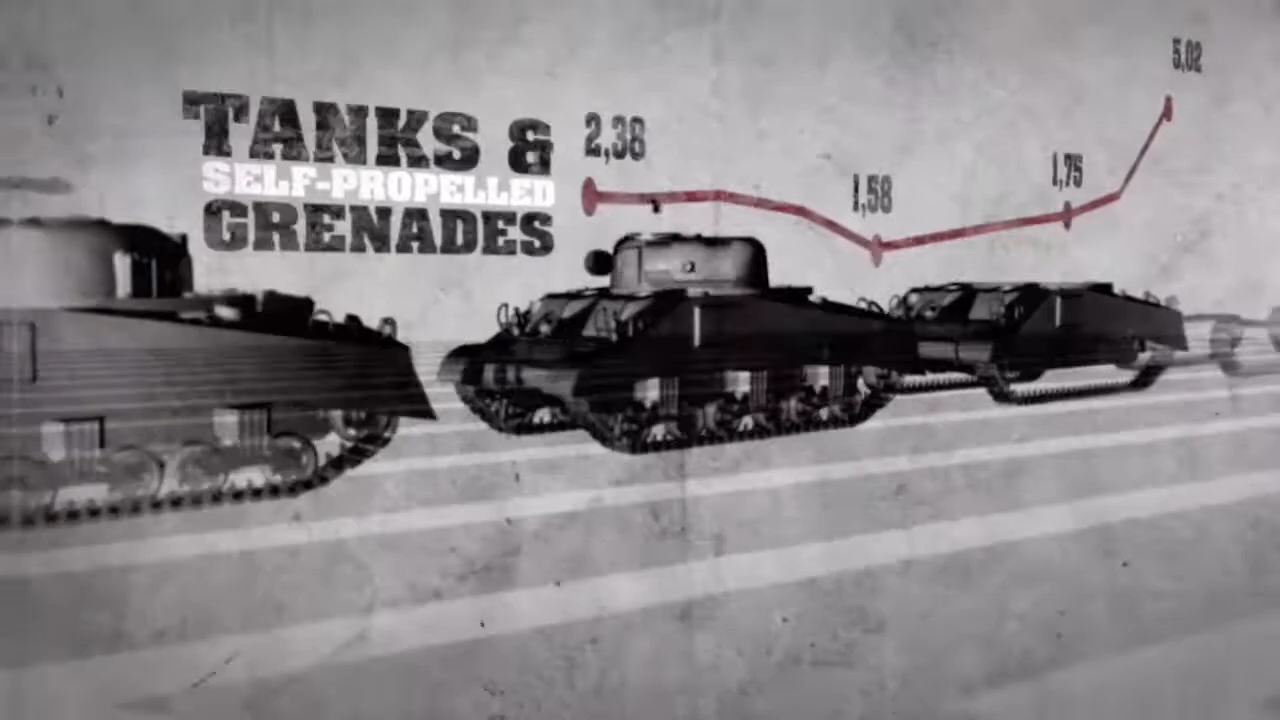 TANKS &
SELF-PROPELLED
GRENADES
2,38
1,58
1,75
5,02